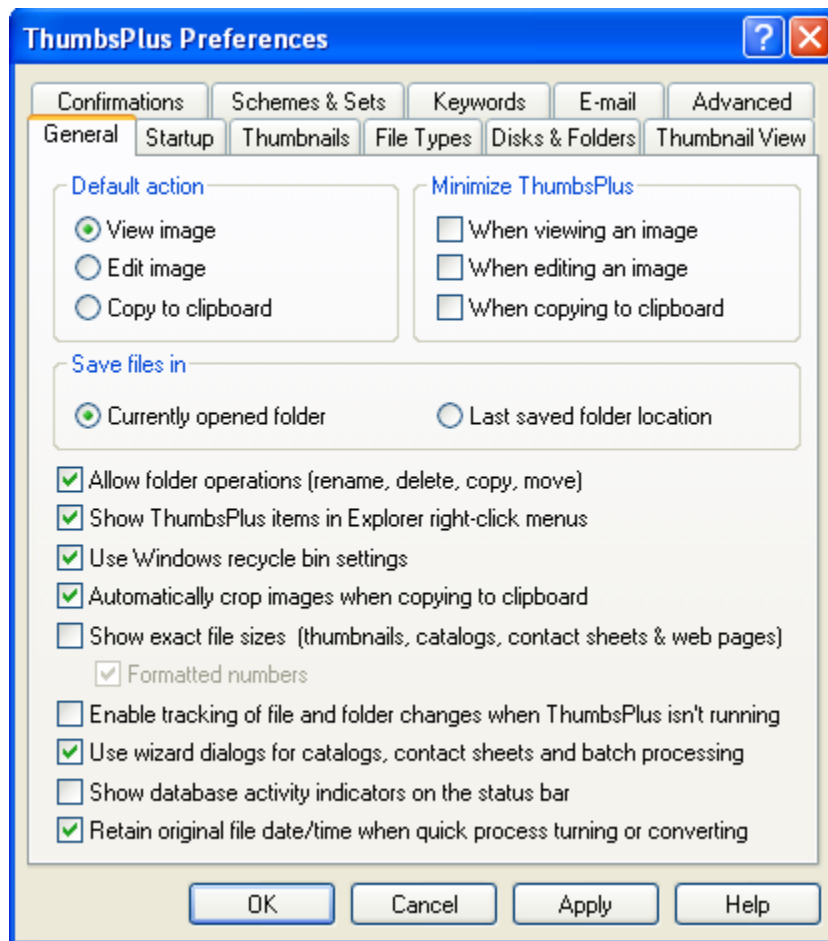 ThumbsPlus Preferences
Confirmations Schemes & Sets Keywords E-mail Advanced
General Startup Thumbnails File Types Disks & Folders Thumbnail View
Default action Minimize ThumbsPlus
View image When viewing an image
Edit image When editing an image
Copy to clipboard When copying to clipboard
Save files in
Currently opened folder Last saved folder location
Allow folder operations (rename, delete, copy, move)
Show ThumbsPlus items in Explorer right-click menus
Use Windows recycle bin settings
Automatically crop images when copying to clipboard
Show exact file sizes (thumbnails, catalogs, contact sheets & web pages)
Formatted numbers
Enable tracking of file and folder changes when ThumbsPlus isn't running
Use wizard dialogs for catalogs, contact sheets and batch processing
Show database activity indicators on the status bar
Retain original file date/time when quick process turning or converting
OK Cancel Apply Help